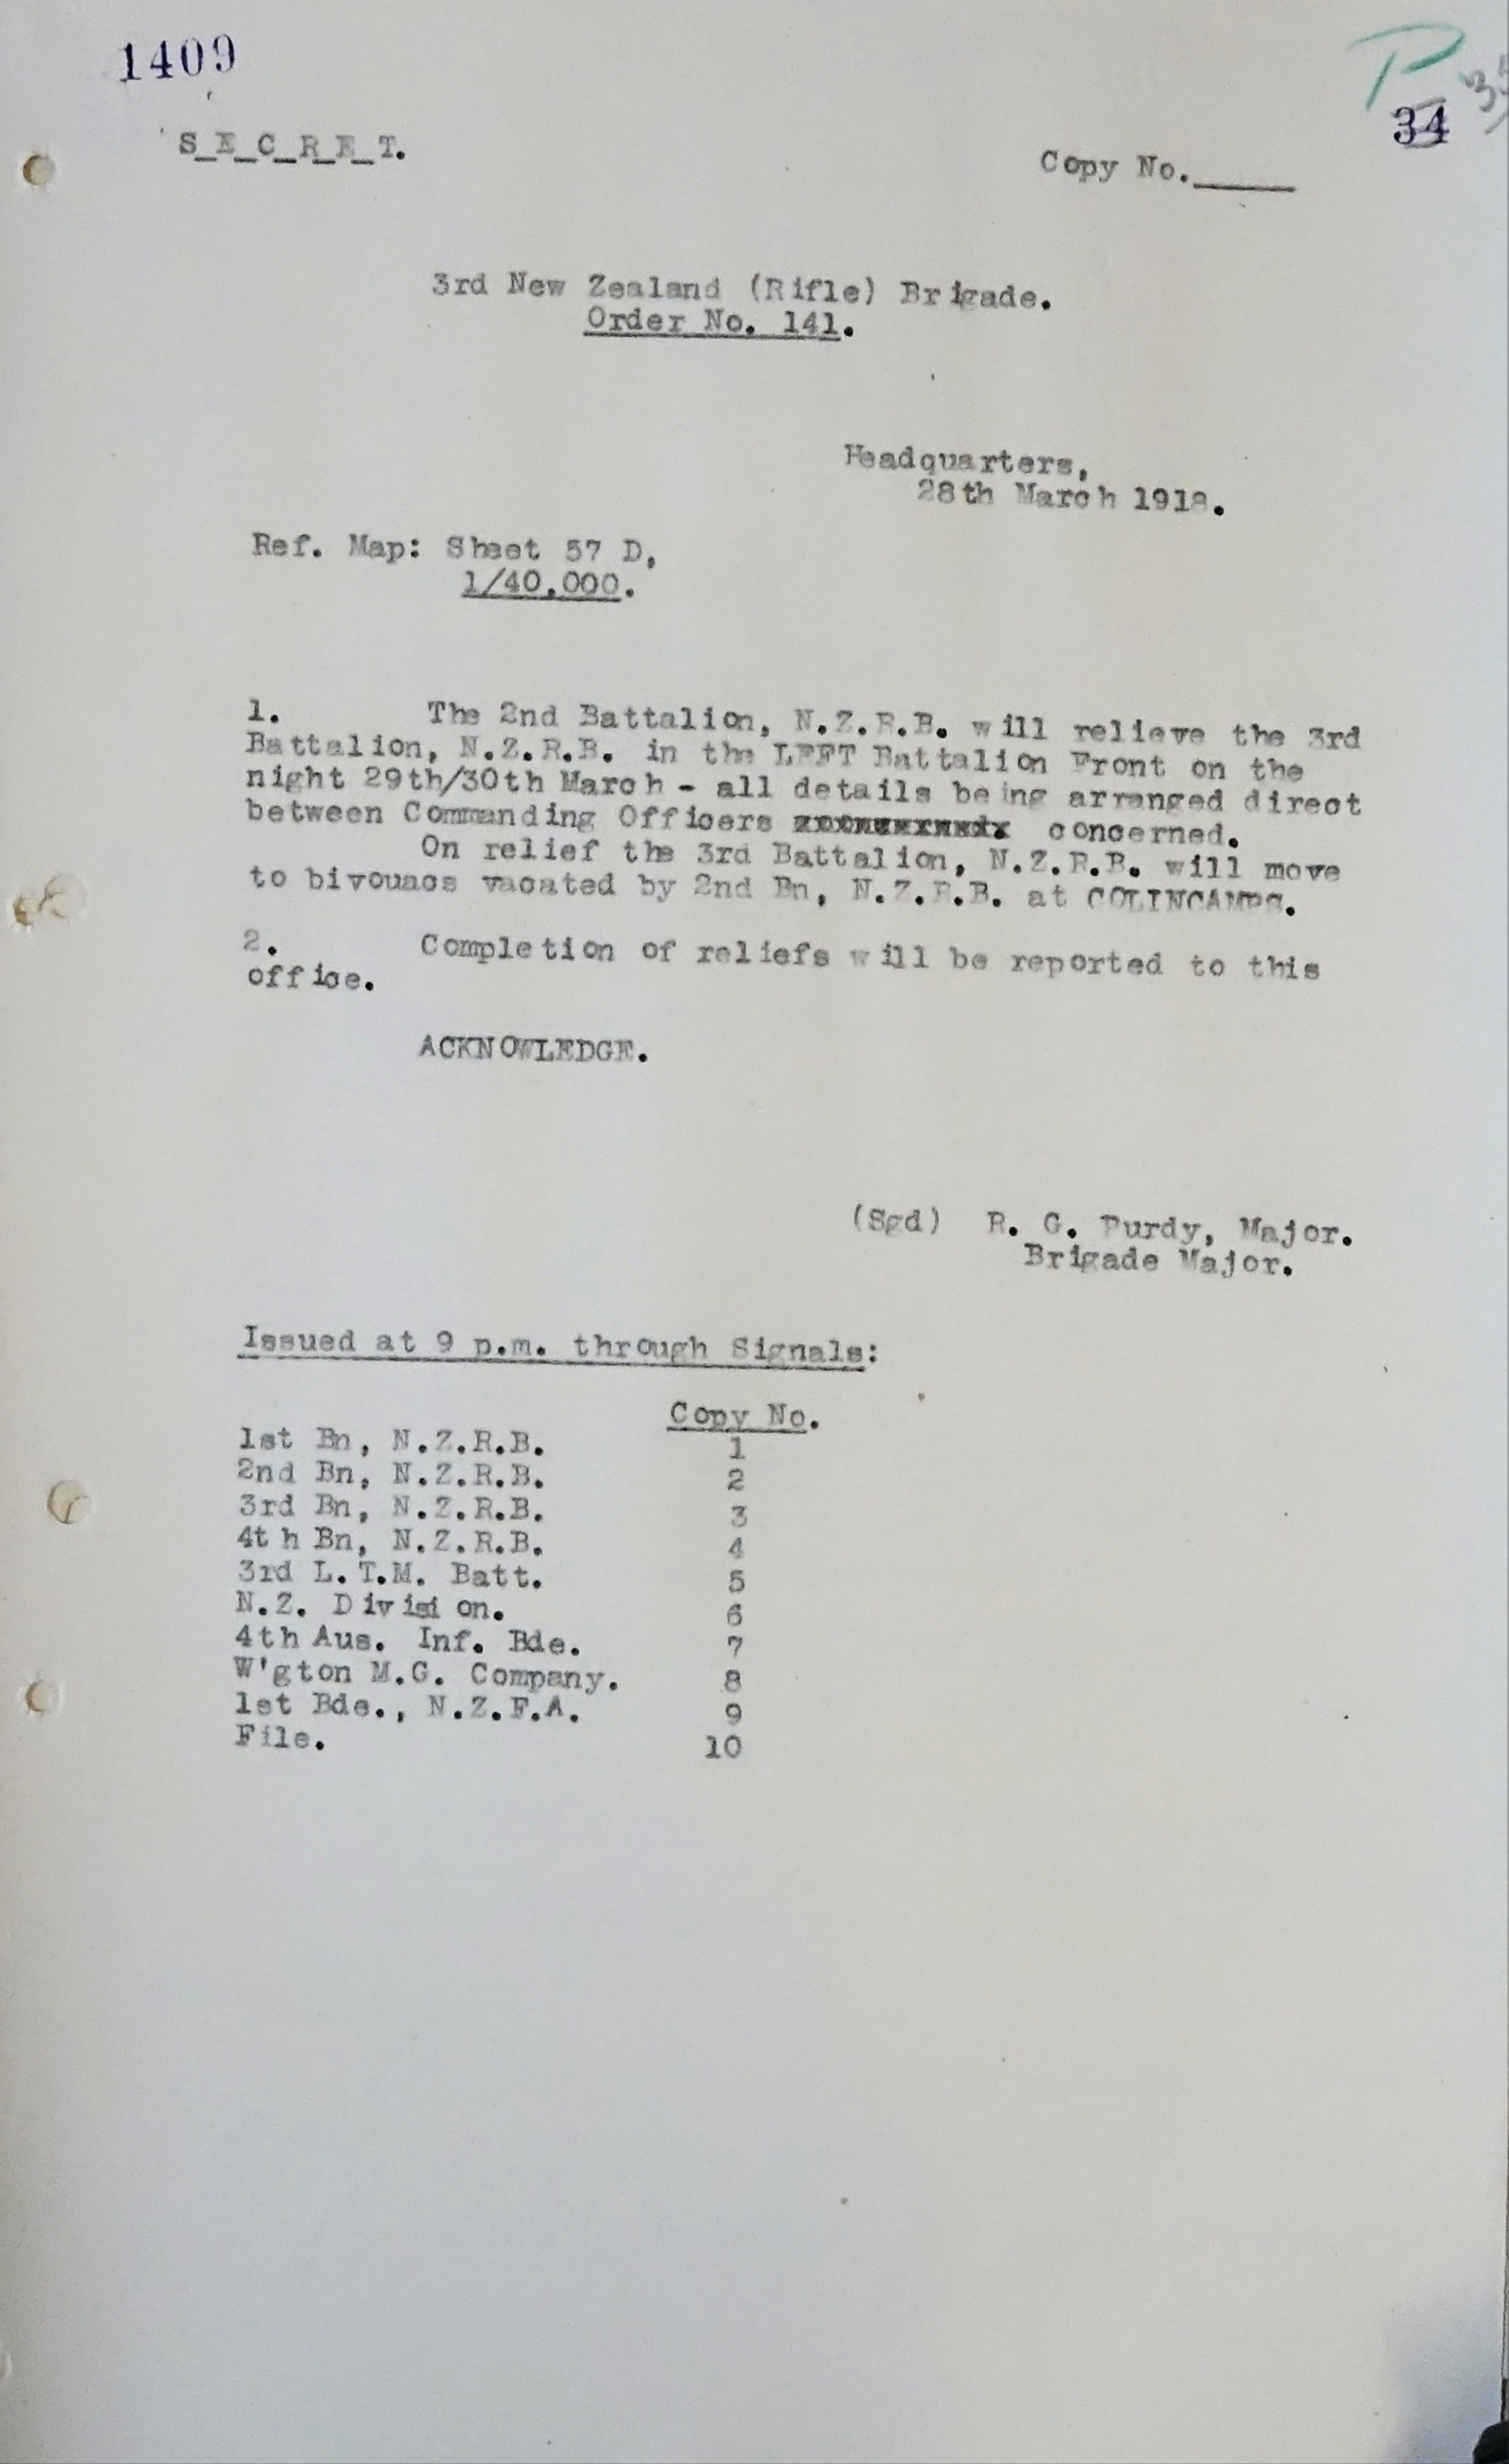 1409
P
34
S_E_C_R_E_T.
Copy No.
3rd New Zealand (Rifle) Brigade.
Order No. 141.
Headquarters,
28th March 1918.
Ref. Map: Sheet 57 D,
1/40,000.
1. The 2nd Battalion, N.Z.R.B. will relieve the 3rd
Battalion, N.Z.R.B. in the LEFT Battalion Front on the
night 29th/30th March - all details being arranged direct
between Commanding Officers concerned.
On relief the 3rd Battalion, N.Z.R.B. will move
to bivouacs vacated by 2nd Bn, N.Z.R.B. at COLINCAMPS.
2. Completion of reliefs will be reported to this
office.
ACKNOWLEDGE.
(Sgd) R. G. Purdy, Major.
Brigade Major.
Issued at 9 p.m. through Signals:
Copy No.
1st Bn, N.Z.R.B. 1
2nd Bn, N.Z.R.B. 2
3rd Bn, N.Z.R.B. 3
4th Bn, N.Z.R.B. 4
3rd L.T.M. Batt. 5
N.Z. Division. 6
4th Aus. Inf. Bde. 7
W'gton M.G. Company. 8
1st Bde., N.Z.F.A. 9
File. 10